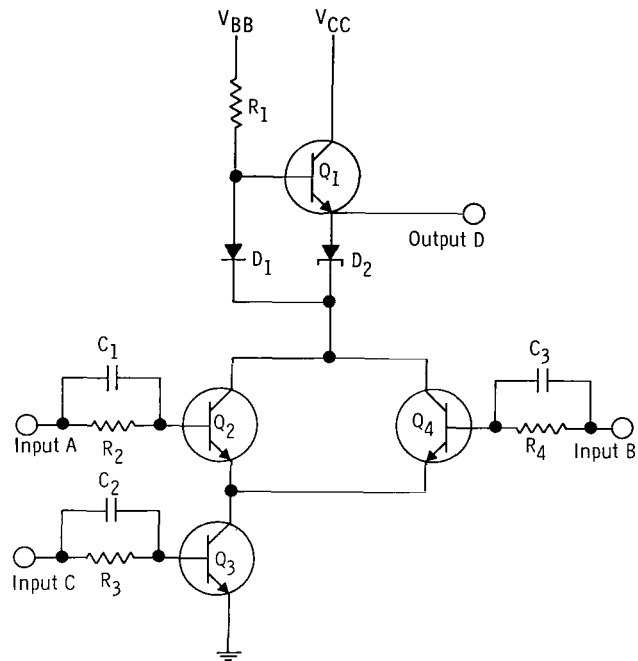 V_BB
V_CC
R_1
Q_1
Output D
D_1
D_2
C_1
C_3
Q_2
Q_4
Input A
R_2
R_4
Input B
C_2
Q_3
Input C
R_3